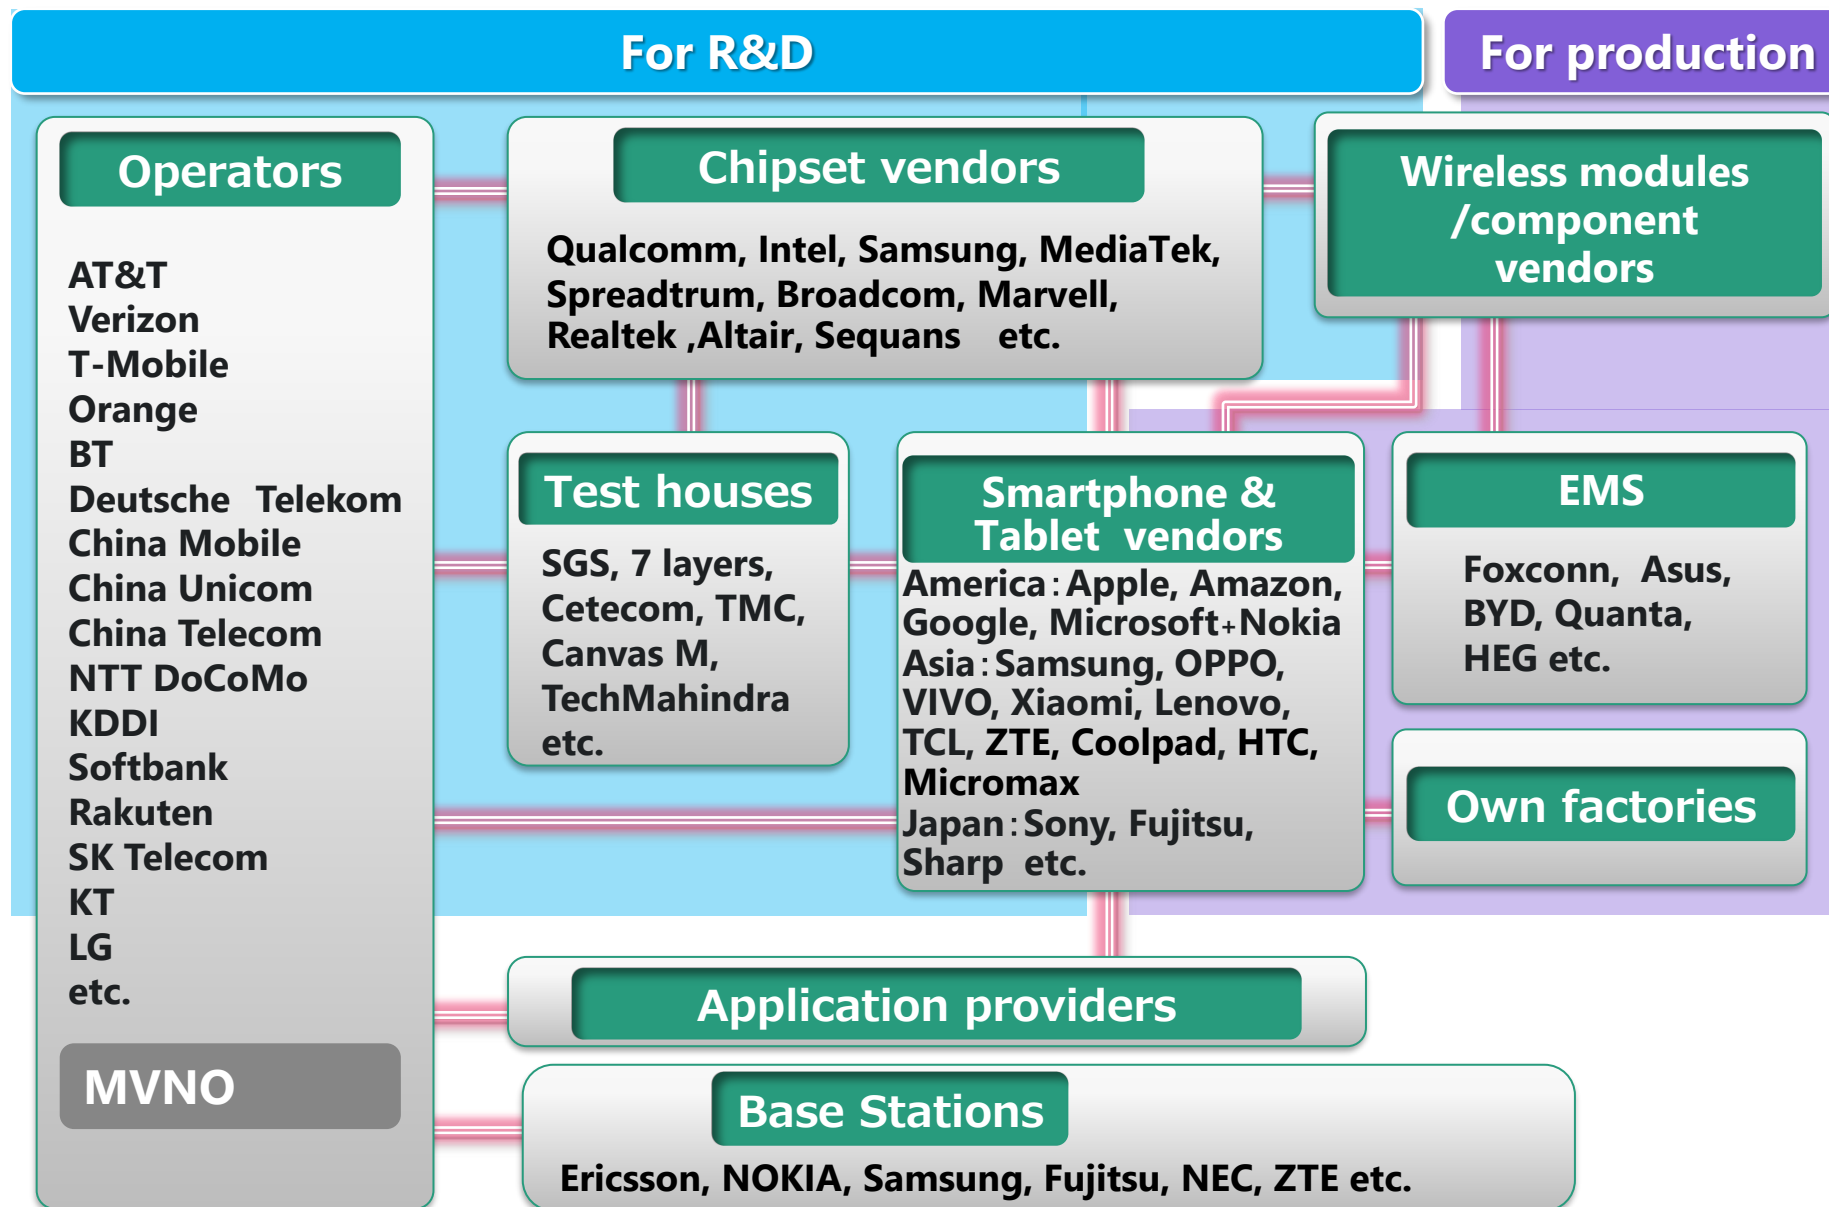 For R&D
For production
Operators
AT&T
Verizon
T-Mobile
Orange
BT
Deutsche Telekom
China Mobile
China Unicom
China Telecom
NTT DoCoMo
KDDI
Softbank
Rakuten
SK Telecom
KT
LG
etc.
MVNO
Chipset vendors
Qualcomm, Intel, Samsung, MediaTek,
Spreadtrum, Broadcom, Marvell,
Realtek ,Altair, Sequans etc.
Wireless modules
/component
vendors
Test houses
SGS, 7 layers,
Cetecom, TMC,
Canvas M,
TechMahindra
etc.
Smartphone &
Tablet vendors
America：Apple, Amazon,
Google, Microsoft+Nokia
Asia：Samsung, OPPO,
VIVO, Xiaomi, Lenovo,
TCL, ZTE, Coolpad, HTC,
Micromax
Japan：Sony, Fujitsu,
Sharp etc.
EMS
Foxconn, Asus,
BYD, Quanta,
HEG etc.
Own factories
Application providers
Base Stations
Ericsson, NOKIA, Samsung, Fujitsu, NEC, ZTE etc.